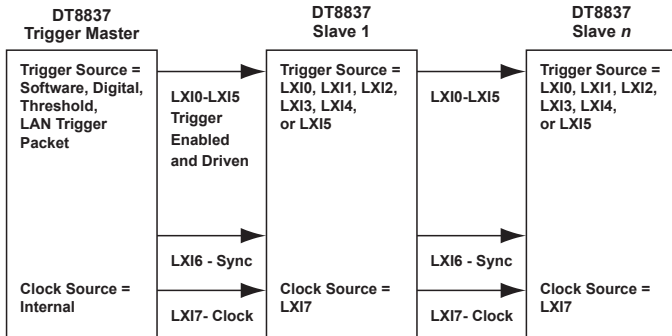 DT8837
Trigger Master
DT8837
Slave 1
DT8837
Slave n
Trigger Source =
Software, Digital,
Threshold,
LAN Trigger
Packet
LXI0-LXI5
Trigger
Enabled
and Driven
Trigger Source =
LXI0, LXI1, LXI2,
LXI3, LXI4,
or LXI5
LXI0-LXI5
Trigger Source =
LXI0, LXI1, LXI2,
LXI3, LXI4,
or LXI5
LXI6 - Sync
LXI6 - Sync
Clock Source =
Internal
LXI7- Clock
Clock Source =
LXI7
LXI7- Clock
Clock Source =
LXI7